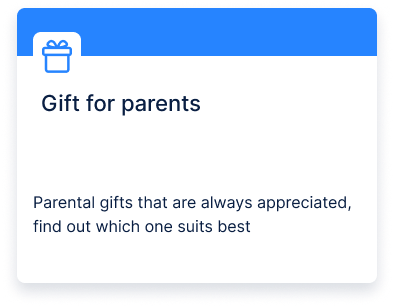 Gift for parents
Parental gifts that are always appreciated,
find out which one suits best